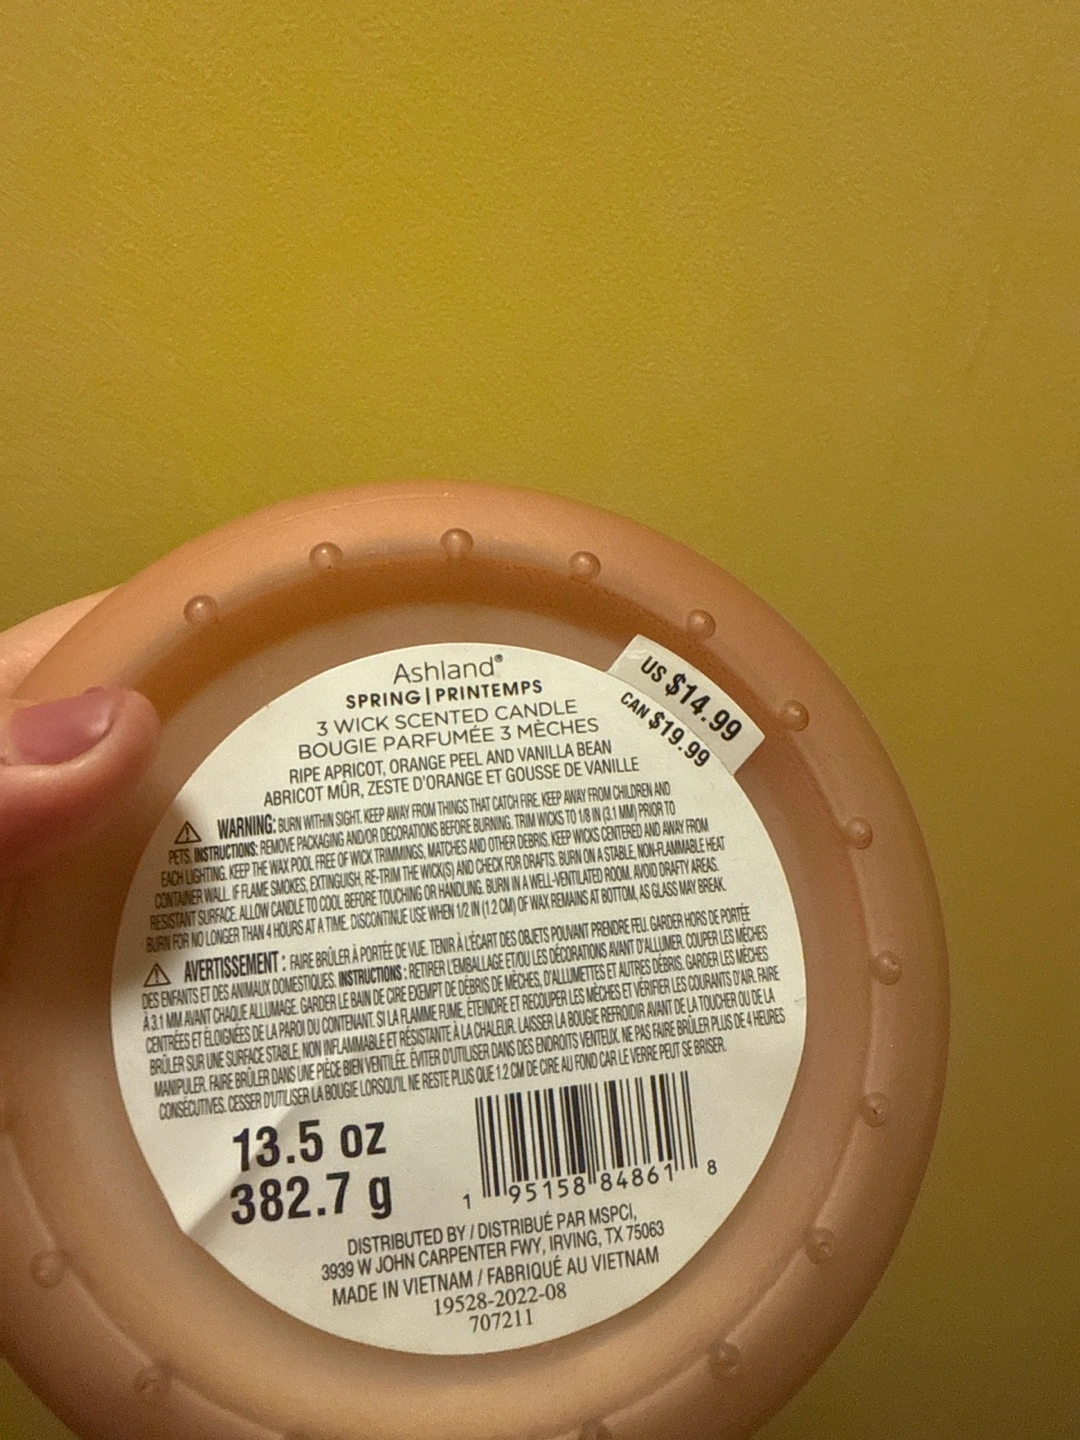 Ashland®
SPRING | PRINTEMPS
3 WICK SCENTED CANDLE
BOUGIE PARFUMÉE 3 MÈCHES
RIPE APRICOT, ORANGE PEEL AND VANILLA BEAN
ABRICOT MÛR, ZESTE D'ORANGE ET GOUSSE DE VANILLE
US $14.99
CAN $19.99
WARNING: BURN WITHIN SIGHT. KEEP AWAY FROM THINGS THAT CATCH FIRE. KEEP AWAY FROM CHILDREN AND
PETS. INSTRUCTIONS: REMOVE PACKAGING AND/OR DECORATIONS BEFORE BURNING. TRIM WICKS TO 1/8 IN (3.1 MM) PRIOR TO
EACH LIGHTING. KEEP THE WAX POOL FREE OF WICK TRIMMINGS, MATCHES AND OTHER DEBRIS. KEEP WICKS CENTERED AND AWAY FROM
CONTAINER WALL. IF FLAME SMOKES, EXTINGUISH, RE-TRIM THE WICK(S) AND CHECK FOR DRAFTS. BURN ON A STABLE, NON-FLAMMABLE HEAT
RESISTANT SURFACE. ALLOW CANDLE TO COOL BEFORE TOUCHING OR HANDLING. BURN IN A WELL-VENTILATED ROOM. AVOID DRAFTY AREAS.
BURN FOR NO LONGER THAN 4 HOURS AT A TIME. DISCONTINUE USE WHEN 1/2 IN (1.2 CM) OF WAX REMAINS AT BOTTOM, AS GLASS MAY BREAK.
AVERTISSEMENT : FAIRE BRÛLER À PORTÉE DE VUE. TENIR À L'ÉCART DES OBJETS POUVANT PRENDRE FEU. GARDER HORS DE PORTÉE
DES ENFANTS ET DES ANIMAUX DOMESTIQUES. INSTRUCTIONS : RETIRER L'EMBALLAGE ET/OU LES DÉCORATIONS AVANT D'ALLUMER. COUPER LES MÈCHES
À 3.1 MM AVANT CHAQUE ALLUMAGE. GARDER LE BAIN DE CIRE EXEMPT DE DÉBRIS DE MÈCHES, D'ALLUMETTES ET AUTRES DÉBRIS. GARDER LES MÈCHES
CENTRÉES ET ÉLOIGNÉES DE LA PAROI DU CONTENANT. SI LA FLAMME FUME, ÉTEINDRE ET RECOUPER LES MÈCHES ET VÉRIFIER LES COURANTS D'AIR. FAIRE
BRÛLER SUR UNE SURFACE STABLE, NON INFLAMMABLE ET RÉSISTANTE À LA CHALEUR. LAISSER LA BOUGIE REFROIDIR AVANT DE LA TOUCHER OU DE LA
MANIPULER. FAIRE BRÛLER DANS UNE PIÈCE BIEN VENTILÉE. ÉVITER D'UTILISER DANS DES ENDROITS VENTEUX. NE PAS FAIRE BRÛLER PLUS DE 4 HEURES
CONSÉCUTIVES. CESSER D'UTILISER LA BOUGIE LORSQU'IL NE RESTE PLUS QUE 1.2 CM DE CIRE AU FOND CAR LE VERRE PEUT SE BRISER.
13.5 oz
382.7 g
1 95158 84861 8
DISTRIBUTED BY / DISTRIBUÉ PAR MSPCI,
3939 W JOHN CARPENTER FWY, IRVING, TX 75063
MADE IN VIETNAM / FABRIQUÉ AU VIETNAM
19528-2022-08
707211